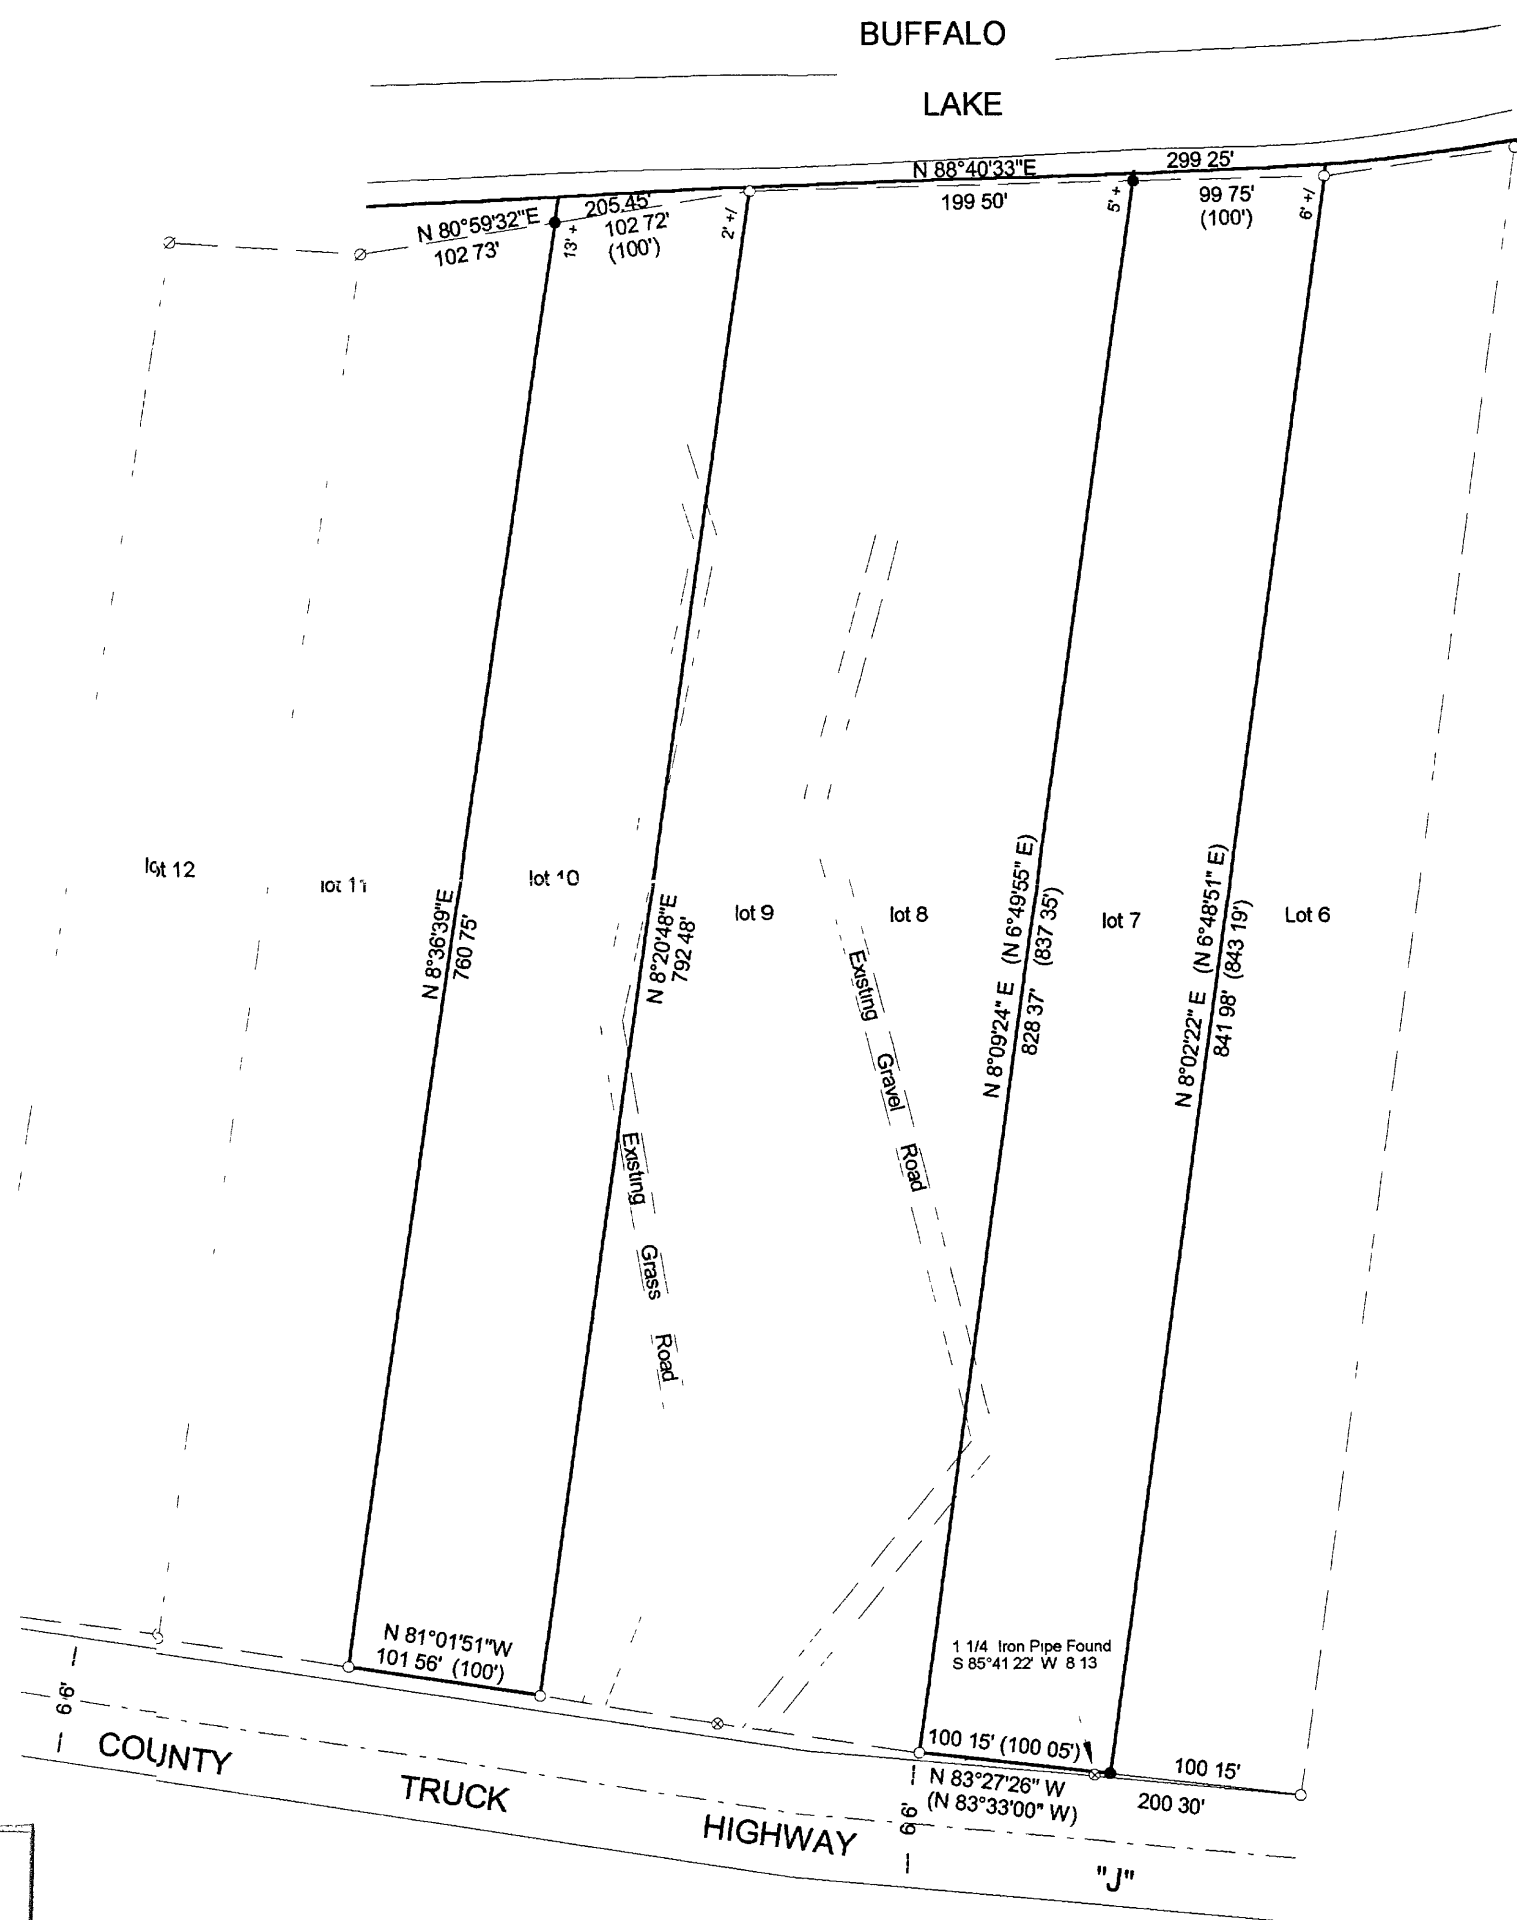 BUFFALO
LAKE
N 88°40'33"E
299 25'
199 50'
5' +
99 75'
(100')
6' +/
N 80°59'32"E
102 73'
205.45'
102 72'
(100')
13' +
2' +/
lot 12
lot 11
lot 10
lot 9
lot 8
lot 7
Lot 6
N 8°36'39"E
760 75'
N 8°20'48"E
792 48'
N 8°09'24" E (N 6°49'55" E)
828 37' (837 35')
N 8°02'22" E (N 6°48'51" E)
841 98' (843 19')
Existing Gravel Road
Existing Grass Road
N 81°01'51"W
101 56' (100')
1 1/4 Iron Pipe Found
S 85°41 22' W 8 13
100 15' (100 05')
100 15'
N 83°27'26" W
(N 83°33'00" W)
200 30'
66'
66'
COUNTY TRUCK HIGHWAY "J"